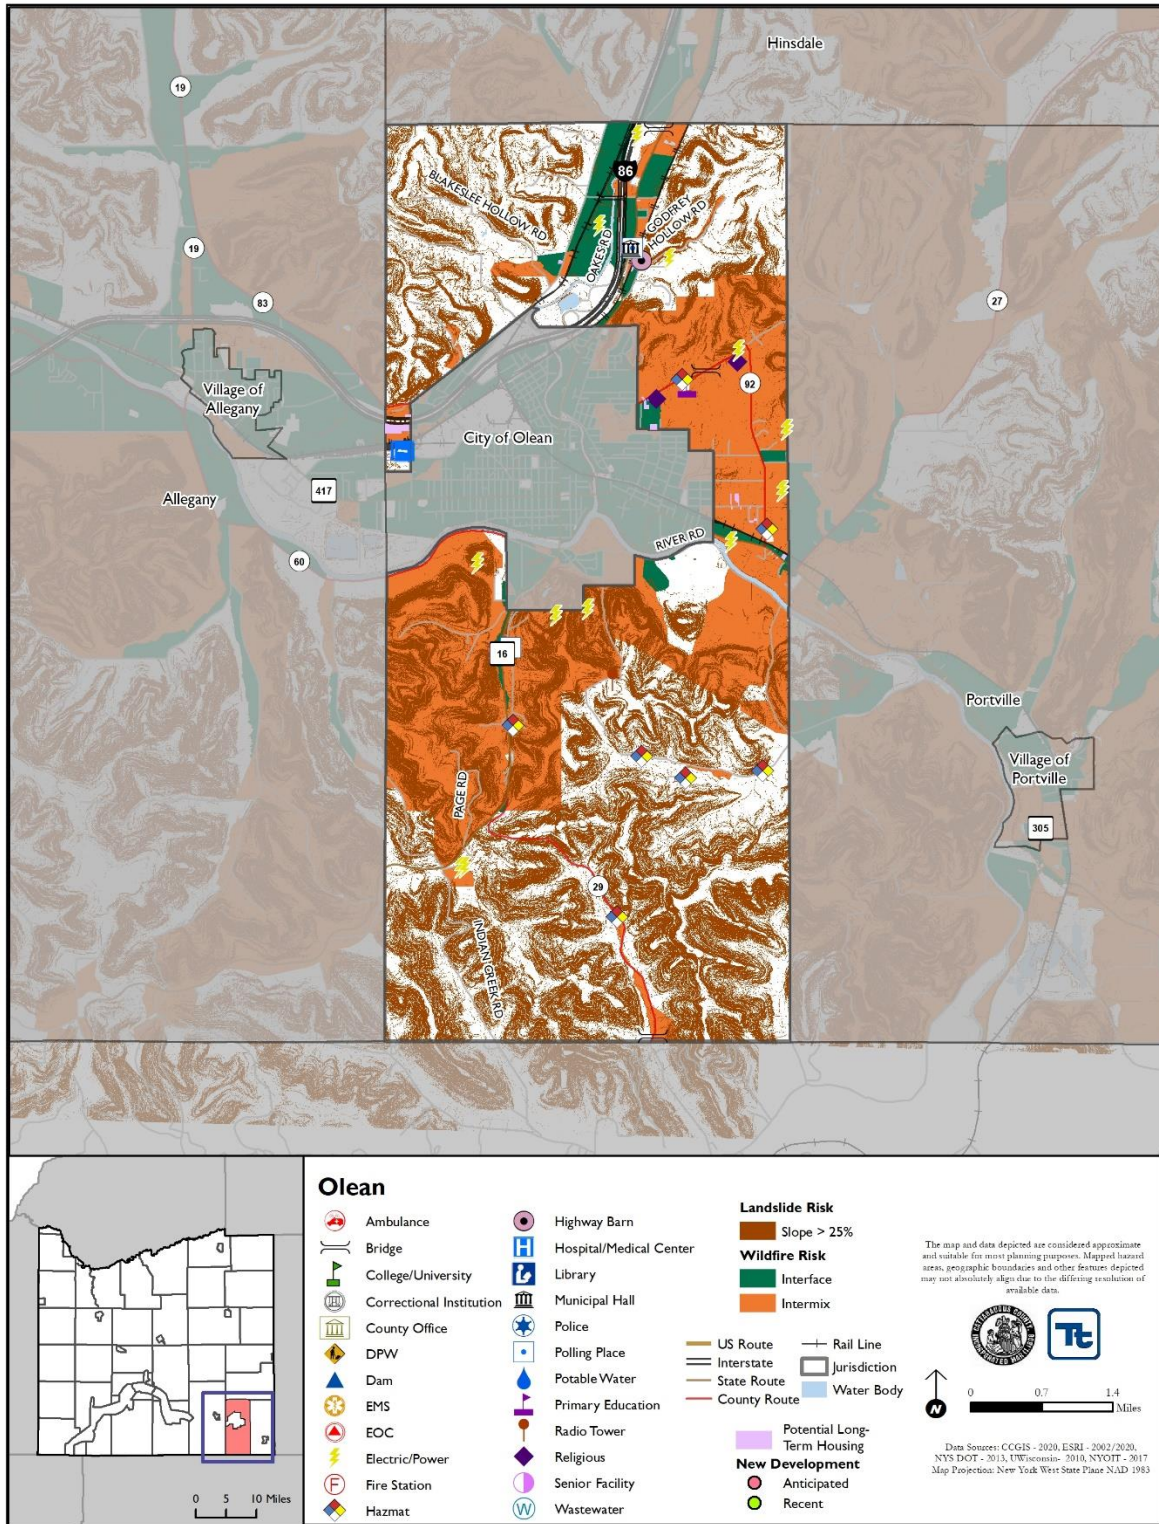 Hinsdale
19
86
BLAKESLEE HOLLOW RD
GODFREY
HOLLOW RD
OAKES RD
19
83
27
Village of
Allegany
92
City of Olean
417
Allegany
RIVER RD
60
16
Portville
Village of
Portville
PAGE RD
305
29
INDIAN CREEK RD
Olean
Ambulance
Bridge
College/University
Correctional Institution
County Office
DPW
Dam
EMS
EOC
Electric/Power
F Fire Station
Hazmat
Highway Barn
H Hospital/Medical Center
Library
Municipal Hall
Police
Polling Place
Potable Water
Primary Education
Radio Tower
Religious
Senior Facility
W Wastewater
Landslide Risk
Slope > 25%
Wildfire Risk
Interface
Intermix
US Route
Interstate
State Route
County Route
Rail Line
Jurisdiction
Water Body
Potential Long-
Term Housing
New Development
Anticipated
Recent
The map and data depicted are considered approximate
and suitable for most planning purposes. Mapped hazard
areas, geographic boundaries and other features depicted
may not absolutely align due to the differing resolution of
available data.
Tt
N
0 0.7 1.4
Miles
Data Sources: CCGIS - 2020, ESRI - 2002/2020,
NYS DOT - 2013, UWisconsin- 2010, NYOIT - 2017
Map Projection: New York West State Plane NAD 1983
0 5 10 Miles